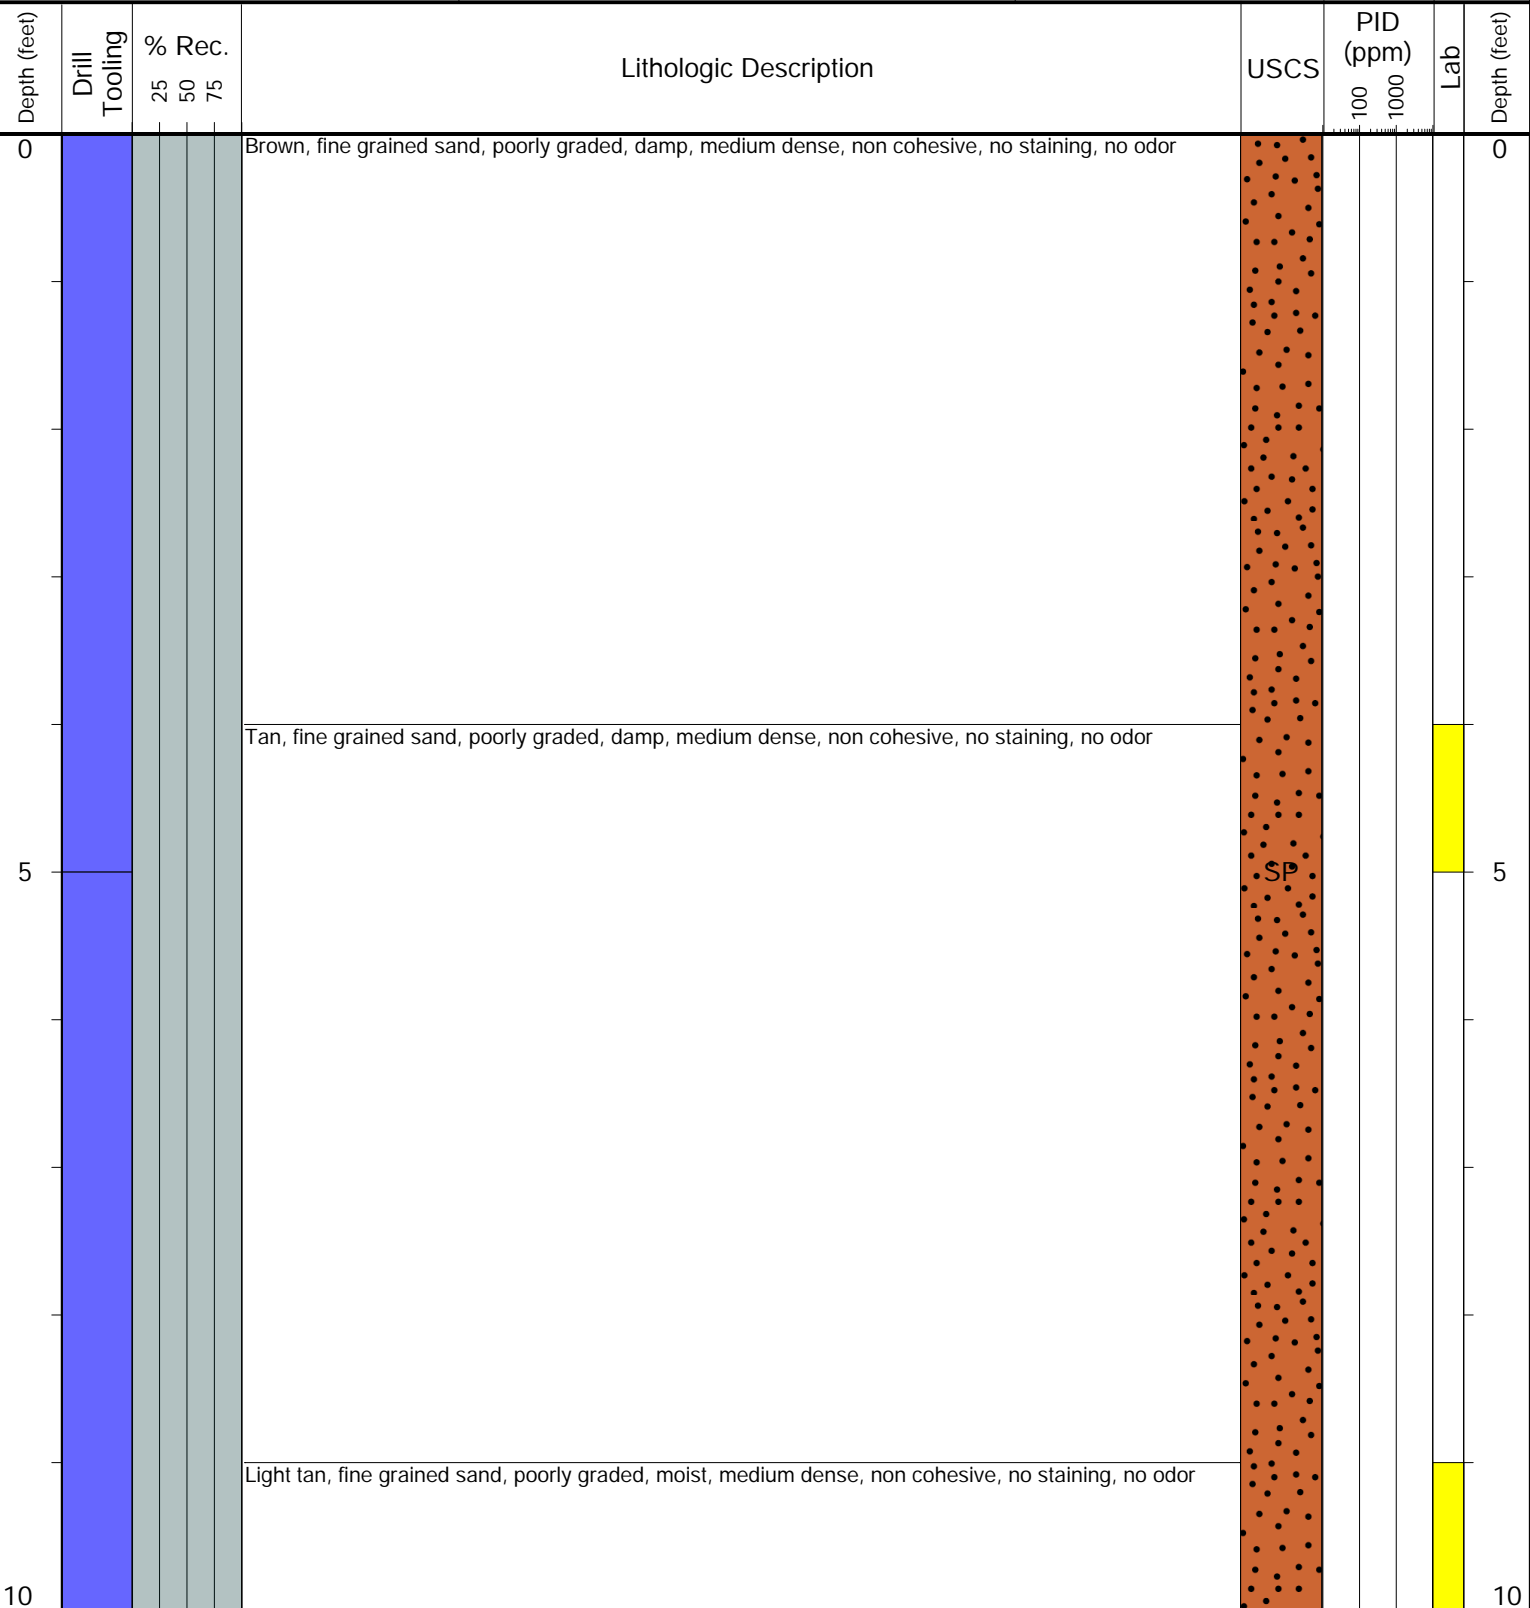 Depth (feet)
Drill
Tooling
% Rec.
25
50
75
Lithologic Description
USCS
PID
(ppm)
100
1000
Lab
Depth (feet)
0
Brown, fine grained sand, poorly graded, damp, medium dense, non cohesive, no staining, no odor
0
Tan, fine grained sand, poorly graded, damp, medium dense, non cohesive, no staining, no odor
5
SP
5
Light tan, fine grained sand, poorly graded, moist, medium dense, non cohesive, no staining, no odor
10
10